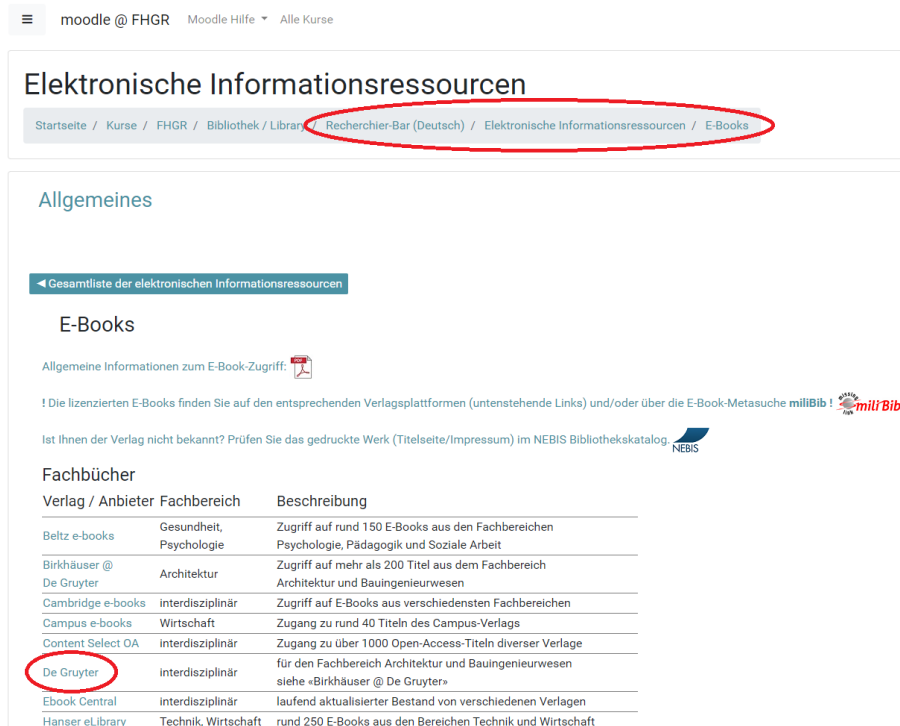 moodle @ FHGR Moodle Hilfe Alle Kurse
Elektronische Informationsressourcen
Startseite / Kurse / FHGR / Bibliothek / Library / Recherchier-Bar (Deutsch) / Elektronische Informationsressourcen / E-Books
Allgemeines
Gesamtliste der elektronischen Informationsressourcen
E-Books
Allgemeine Informationen zum E-Book-Zugriff: PDF
! Die lizenzierten E-Books finden Sie auf den entsprechenden Verlagsplattformen (untenstehende Links) und/oder über die E-Book-Metasuche miliBib ! missing link miliBib
Ist Ihnen der Verlag nicht bekannt? Prüfen Sie das gedruckte Werk (Titelseite/Impressum) im NEBIS Bibliothekskatalog. NEBIS
Fachbücher
Verlag / Anbieter Fachbereich Beschreibung
Beltz e-books Gesundheit, Psychologie Zugriff auf rund 150 E-Books aus den Fachbereichen Psychologie, Pädagogik und Soziale Arbeit
Birkhäuser @ De Gruyter Architektur Zugriff auf mehr als 200 Titel aus dem Fachbereich Architektur und Bauingenieurwesen
Cambridge e-books interdisziplinär Zugriff auf E-Books aus verschiedensten Fachbereichen
Campus e-books Wirtschaft Zugang zu rund 40 Titeln des Campus-Verlags
Content Select OA interdisziplinär Zugang zu über 1000 Open-Access-Titeln diverser Verlage
De Gruyter interdisziplinär für den Fachbereich Architektur und Bauingenieurwesen siehe «Birkhäuser @ De Gruyter»
Ebook Central interdisziplinär laufend aktualisierter Bestand von verschiedenen Verlagen
Hanser eLibrary Technik, Wirtschaft rund 250 E-Books aus den Bereichen Technik und Wirtschaft